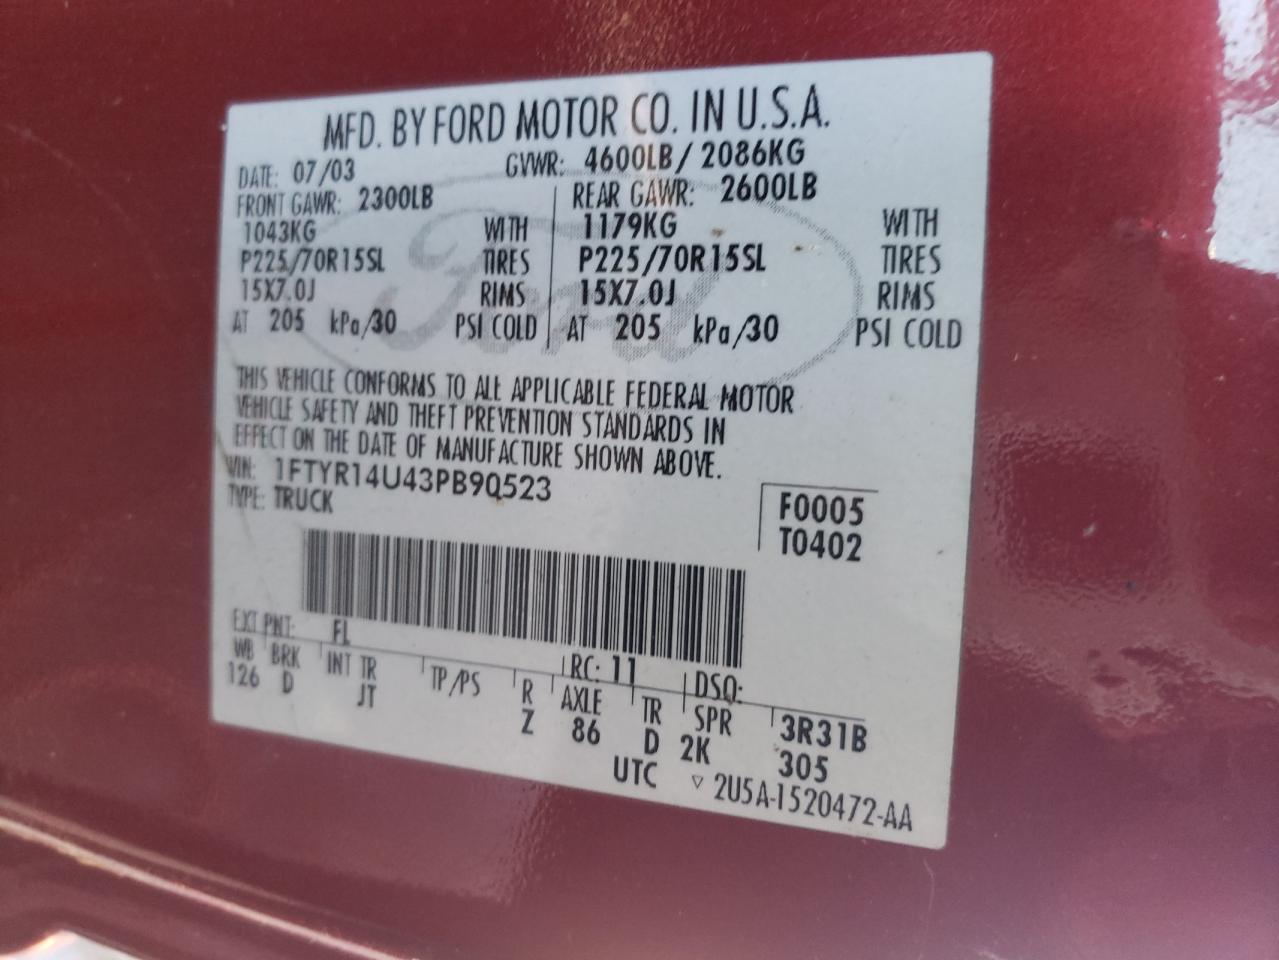 MFD. BY FORD MOTOR CO. IN U.S.A.
DATE: 07/03 GVWR: 4600LB/ 2086KG
FRONT GAWR: 2300LB REAR GAWR: 2600LB
1043KG WITH 1179KG WITH
P225/70R15SL TIRES P225/70R15SL TIRES
15X7.0J RIMS 15X7.0J RIMS
AT 205 kPa/30 PSI COLD AT 205 kPa/30 PSI COLD
Ford
THIS VEHICLE CONFORMS TO ALL APPLICABLE FEDERAL MOTOR
VEHICLE SAFETY AND THEFT PREVENTION STANDARDS IN
EFFECT ON THE DATE OF MANUFACTURE SHOWN ABOVE.
VIN: 1FTYR14U43PB90523
TYPE: TRUCK
F0005
T0402
EXT PNT: FL RC: 11 DSO:
WB BRK INT TR TP/PS R AXLE TR SPR 3R31B
126 D JT Z 86 D 2K 305
UTC ▽ 2U5A-1520472-AA